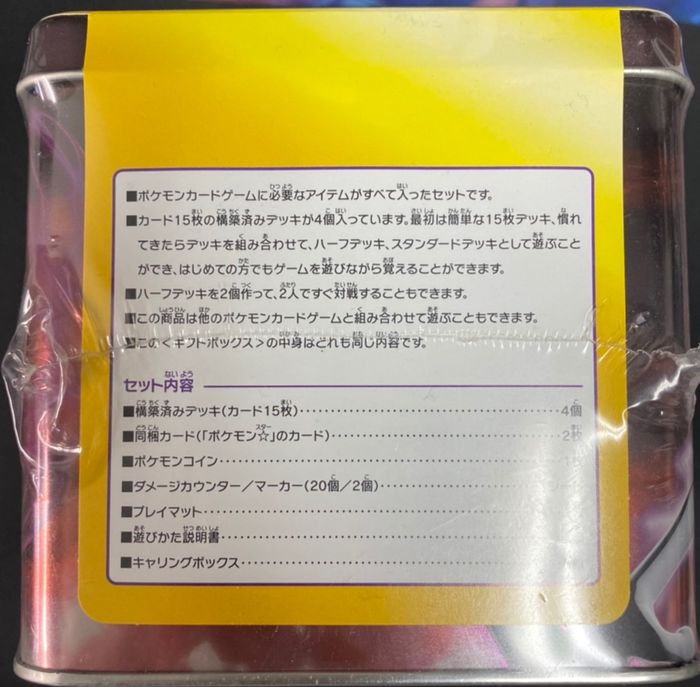 ■ポケモンカードゲームに必要なアイテムがすべて入ったセットです。
■カード15枚の構築済みデッキが4個入っています。最初は簡単な15枚デッキ、慣れ
てきたらデッキを組み合わせて、ハーフデッキ、スタンダードデッキとして遊ぶこと
ができ、はじめての方でもゲームを遊びながら覚えることができます。
■ハーフデッキを2個作って、2人ですぐ対戦することもできます。
■この商品は他のポケモンカードゲームと組み合わせて遊ぶこともできます。
■この<ギフトボックス>の中身はどれも同じ内容です。
セット内容
■構築済みデッキ(カード15枚)‥‥‥‥‥‥‥‥‥‥‥‥4個
■同梱カード(「ポケモン☆」のカード)‥‥‥‥‥‥‥‥‥‥2枚
■ポケモンコイン‥‥‥‥‥‥‥‥‥‥‥‥‥‥‥‥
■ダメージカウンター/マーカー(20個/2個)‥‥‥‥‥‥‥
■プレイマット‥‥‥‥‥‥‥‥‥‥‥‥‥‥‥‥‥
■遊びかた説明書‥‥‥‥‥‥‥‥‥‥‥‥‥‥‥‥
■キャリングボックス‥‥‥‥‥‥‥‥‥‥‥‥‥‥